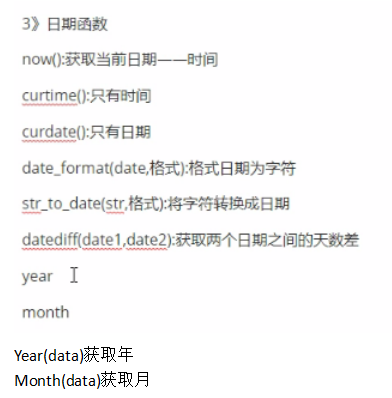 3》日期函数
now():获取当前日期——时间
curtime():只有时间
curdate():只有日期
date_format(date,格式):格式日期为字符
str_to_date(str,格式):将字符转换成日期
datediff(date1,date2):获取两个日期之间的天数差
year
month
Year(data)获取年
Month(data)获取月